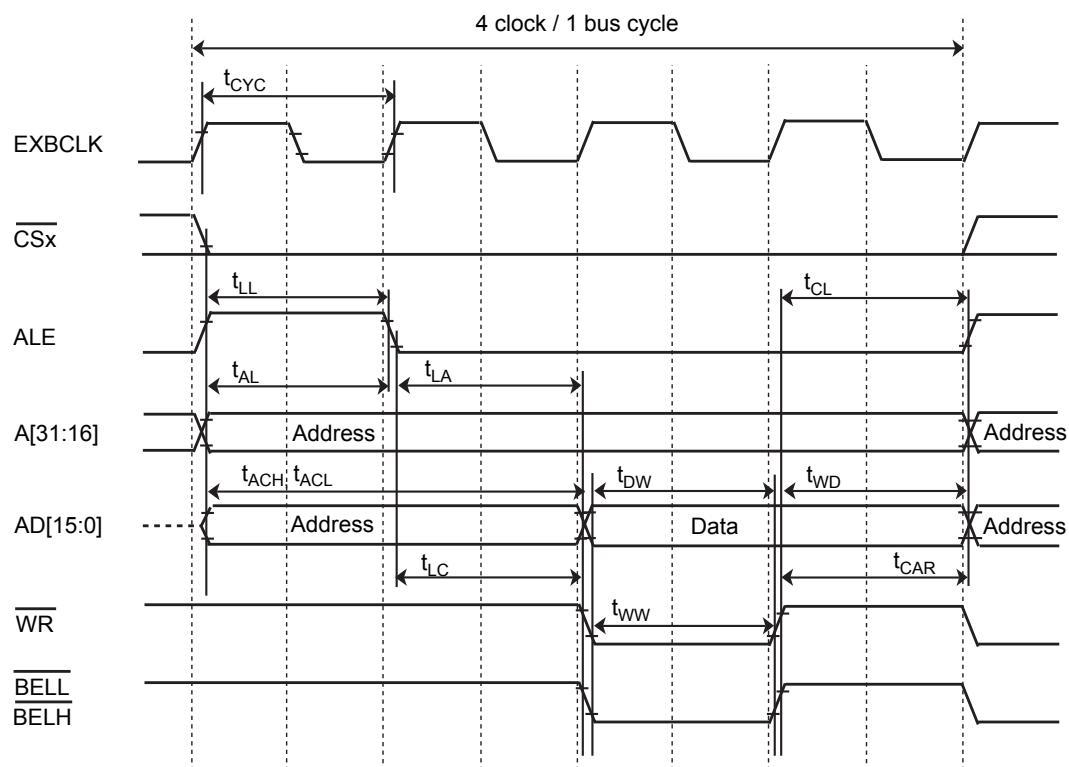 4 clock / 1 bus cycle
tCYC
EXBCLK
CSx
tLL
tCL
ALE
tAL
tLA
A[31:16]
Address
Address
tACH, tACL
tDW
tWD
AD[15:0]
Address
Data
Address
tLC
tCAR
WR
tWW
BELL
BELH